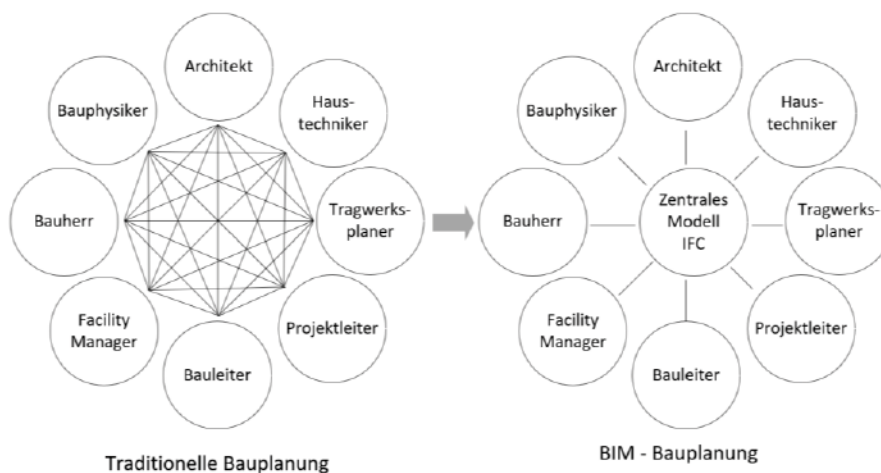 Architekt
Haus-
techniker
Tragwerks-
planer
Projektleiter
Bauleiter
Facility
Manager
Bauherr
Bauphysiker
Traditionelle Bauplanung
Architekt
Haus-
techniker
Tragwerks-
planer
Projektleiter
Bauleiter
Facility
Manager
Bauherr
Bauphysiker
Zentrales
Modell
IFC
BIM - Bauplanung